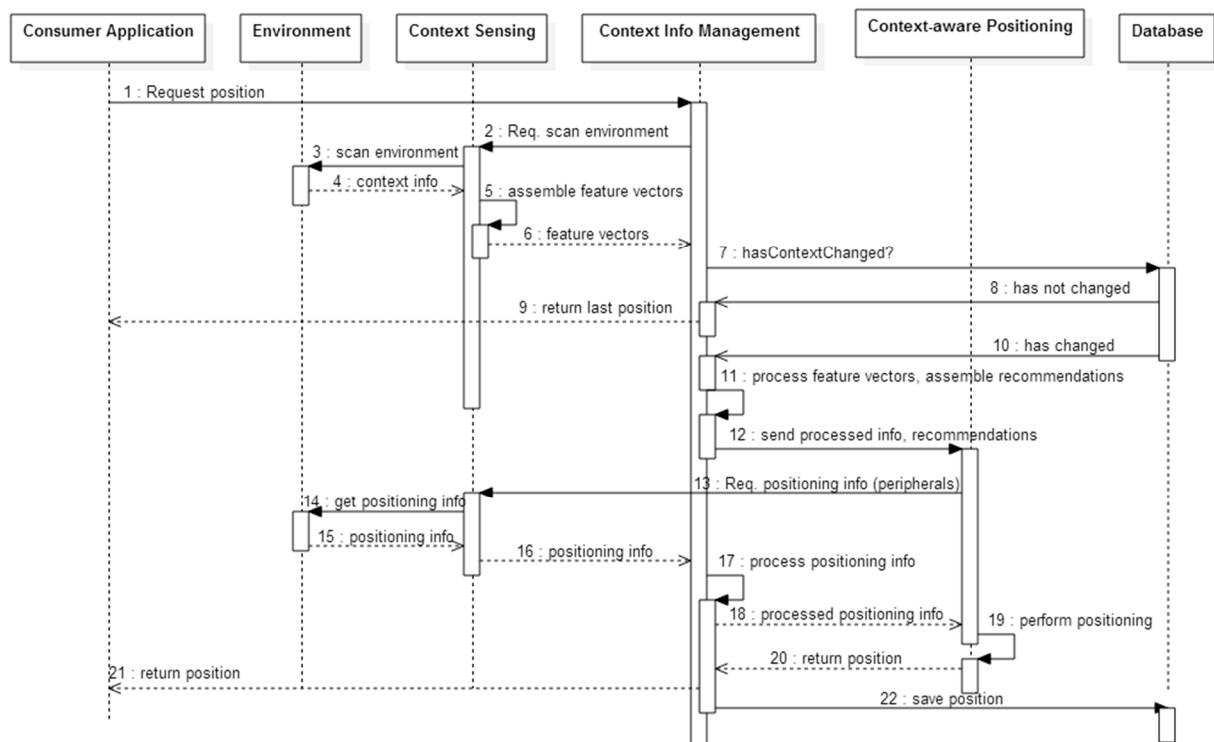 Consumer Application
Environment
Context Sensing
Context Info Management
Context-aware Positioning
Database
1 : Request position
2 : Req. scan environment
3 : scan environment
4 : context info
5 : assemble feature vectors
6 : feature vectors
7 : hasContextChanged?
8 : has not changed
9 : return last position
10 : has changed
11 : process feature vectors, assemble recommendations
12 : send processed info, recommendations
13 : Req. positioning info (peripherals)
14 : get positioning info
15 : positioning info
16 : positioning info
17 : process positioning info
18 : processed positioning info
19 : perform positioning
20 : return position
21 : return position
22 : save position